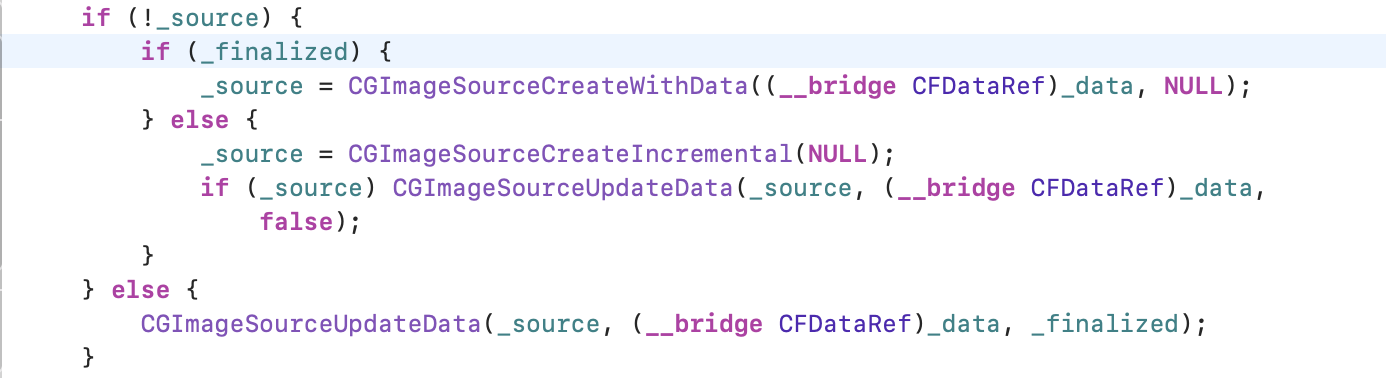 if (!_source) {
if (_finalized) {
_source = CGImageSourceCreateWithData((__bridge CFDataRef)_data, NULL);
} else {
_source = CGImageSourceCreateIncremental(NULL);
if (_source) CGImageSourceUpdateData(_source, (__bridge CFDataRef)_data,
false);
}
} else {
CGImageSourceUpdateData(_source, (__bridge CFDataRef)_data, _finalized);
}